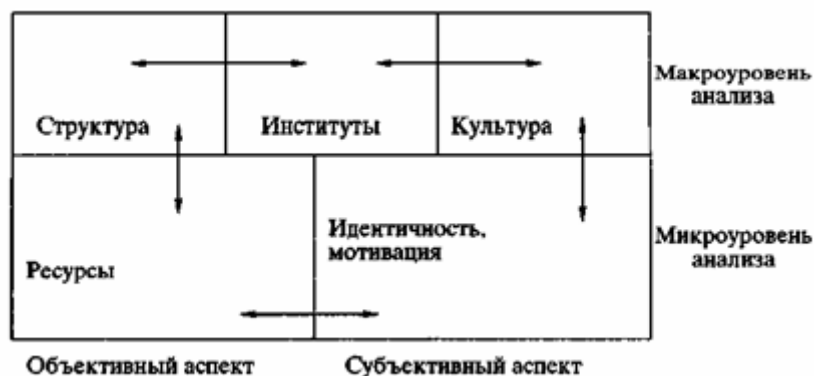 Структура
Институты
Культура
Макроуровень
анализа
Ресурсы
Идентичность,
мотивация
Микроуровень
анализа
Объективный аспект
Субъективный аспект